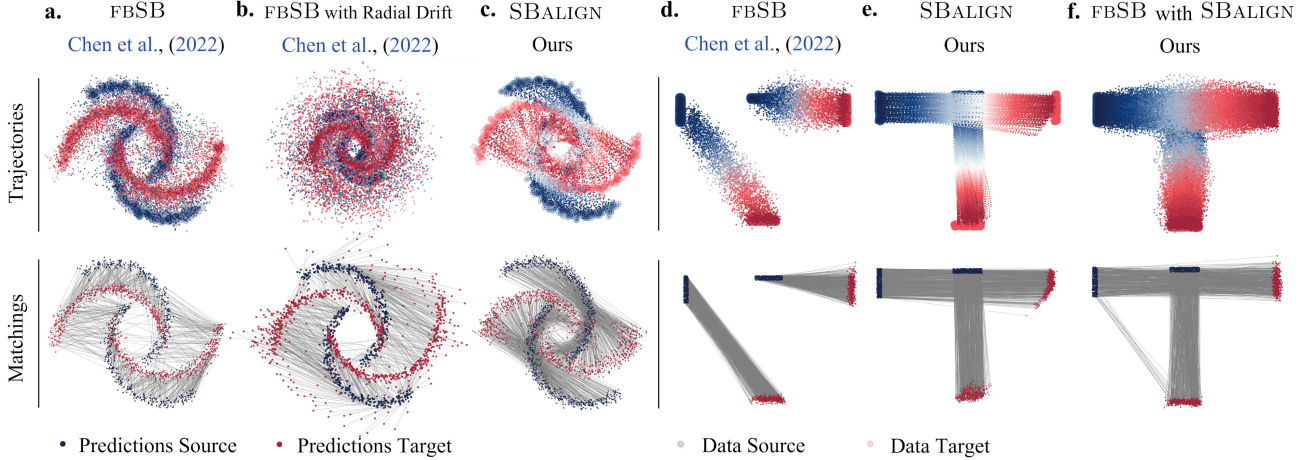 a. FBSB b. FBSB with Radial Drift c. SBALIGN d. FBSB e. SBALIGN f. FBSB with SBALIGN
Chen et al., (2022) Chen et al., (2022) Ours Chen et al., (2022) Ours Ours
Trajectories
Matchings
Predictions Source Predictions Target Data Source Data Target